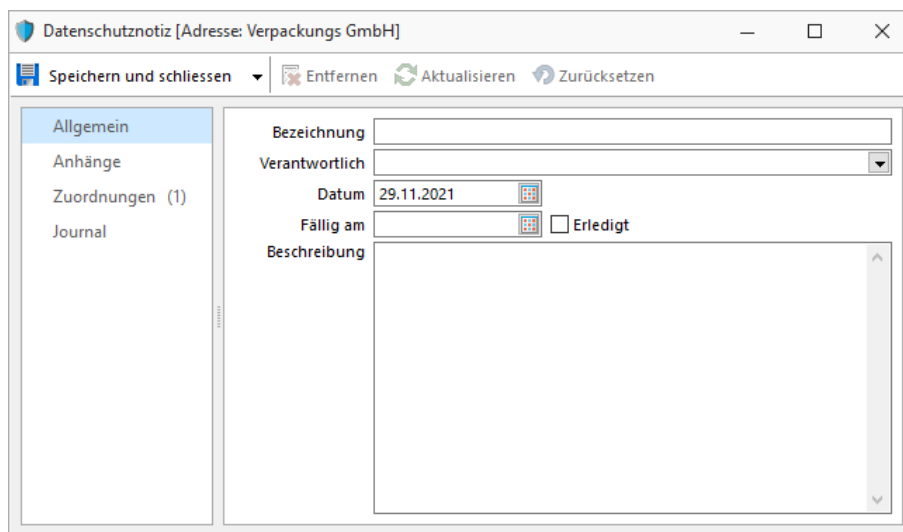 Datenschutznotiz [Adresse: Verpackungs GmbH]
Speichern und schliessen Entfernen Aktualisieren Zurücksetzen
Allgemein
Anhänge
Zuordnungen (1)
Journal
Bezeichnung
Verantwortlich
Datum 29.11.2021
Fällig am Erledigt
Beschreibung